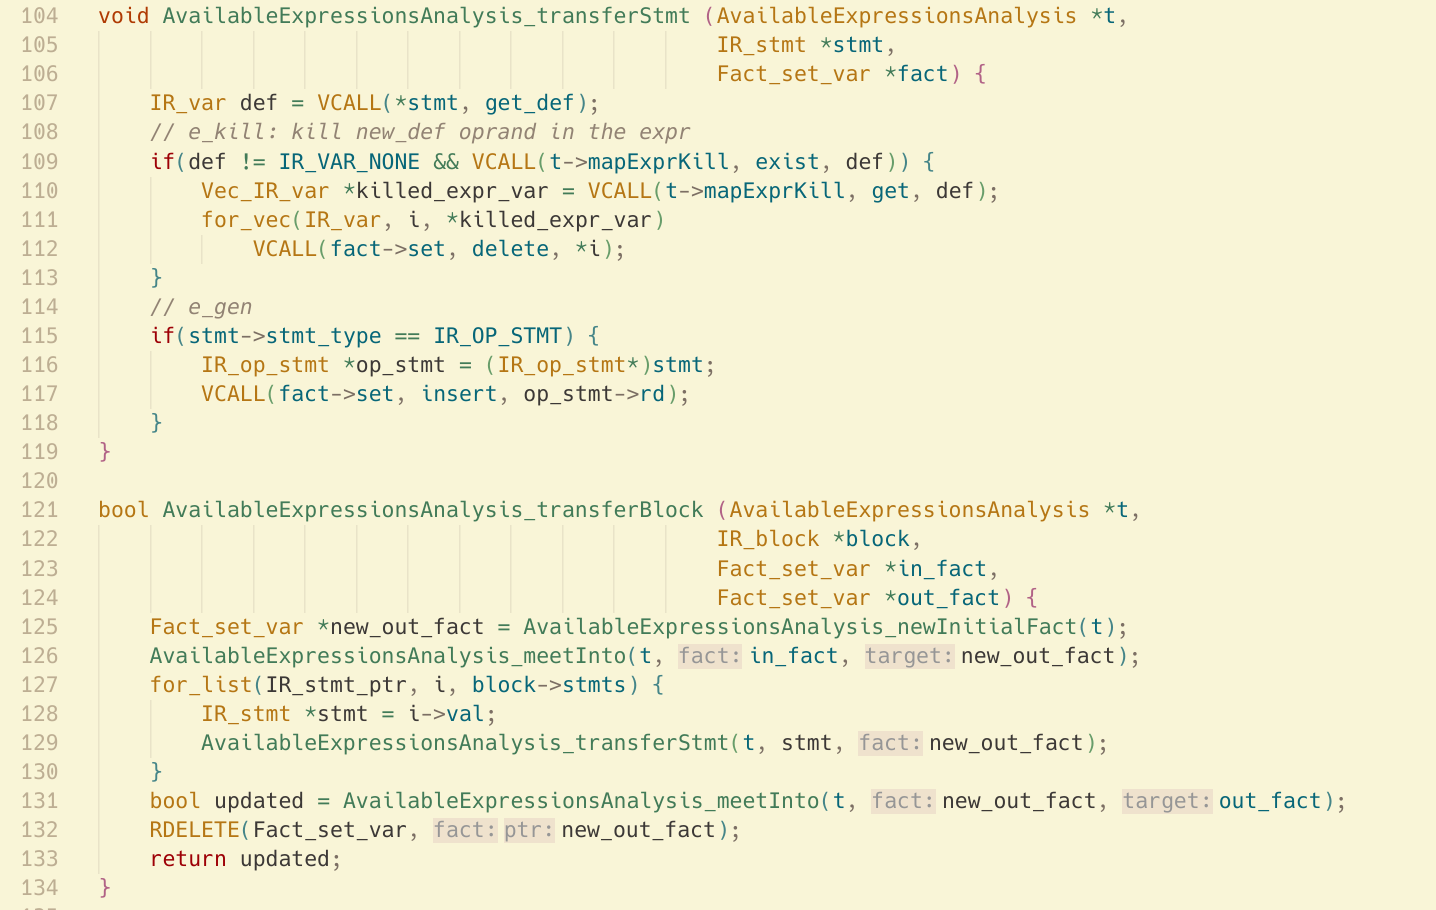 104 void AvailableExpressionsAnalysis_transferStmt (AvailableExpressionsAnalysis *t,
105 IR_stmt *stmt,
106 Fact_set_var *fact) {
107 IR_var def = VCALL(*stmt, get_def);
108 // e_kill: kill new_def oprand in the expr
109 if(def != IR_VAR_NONE && VCALL(t->mapExprKill, exist, def)) {
110 Vec_IR_var *killed_expr_var = VCALL(t->mapExprKill, get, def);
111 for_vec(IR_var, i, *killed_expr_var)
112 VCALL(fact->set, delete, *i);
113 }
114 // e_gen
115 if(stmt->stmt_type == IR_OP_STMT) {
116 IR_op_stmt *op_stmt = (IR_op_stmt*)stmt;
117 VCALL(fact->set, insert, op_stmt->rd);
118 }
119 }
120
121 bool AvailableExpressionsAnalysis_transferBlock (AvailableExpressionsAnalysis *t,
122 IR_block *block,
123 Fact_set_var *in_fact,
124 Fact_set_var *out_fact) {
125 Fact_set_var *new_out_fact = AvailableExpressionsAnalysis_newInitialFact(t);
126 AvailableExpressionsAnalysis_meetInto(t, fact: in_fact, target: new_out_fact);
127 for_list(IR_stmt_ptr, i, block->stmts) {
128 IR_stmt *stmt = i->val;
129 AvailableExpressionsAnalysis_transferStmt(t, stmt, fact: new_out_fact);
130 }
131 bool updated = AvailableExpressionsAnalysis_meetInto(t, fact: new_out_fact, target: out_fact);
132 RDELETE(Fact_set_var, fact: ptr: new_out_fact);
133 return updated;
134 }